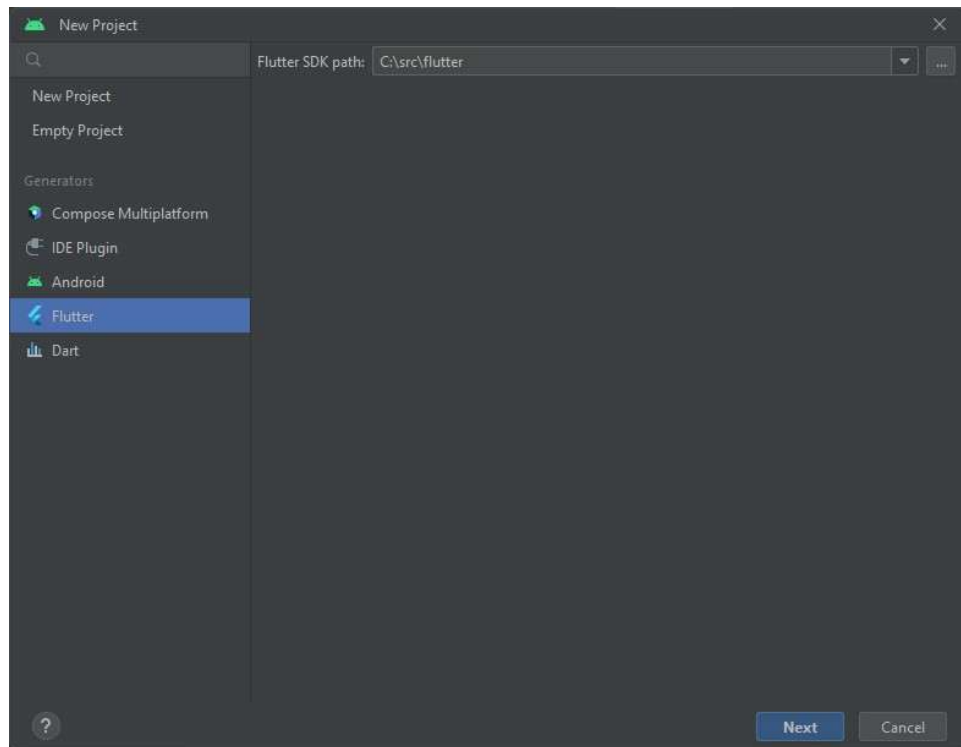 New Project
Flutter SDK path: C:\src\flutter ...
New Project
Empty Project
Generators
Compose Multiplatform
IDE Plugin
Android
Flutter
Dart
? Next Cancel